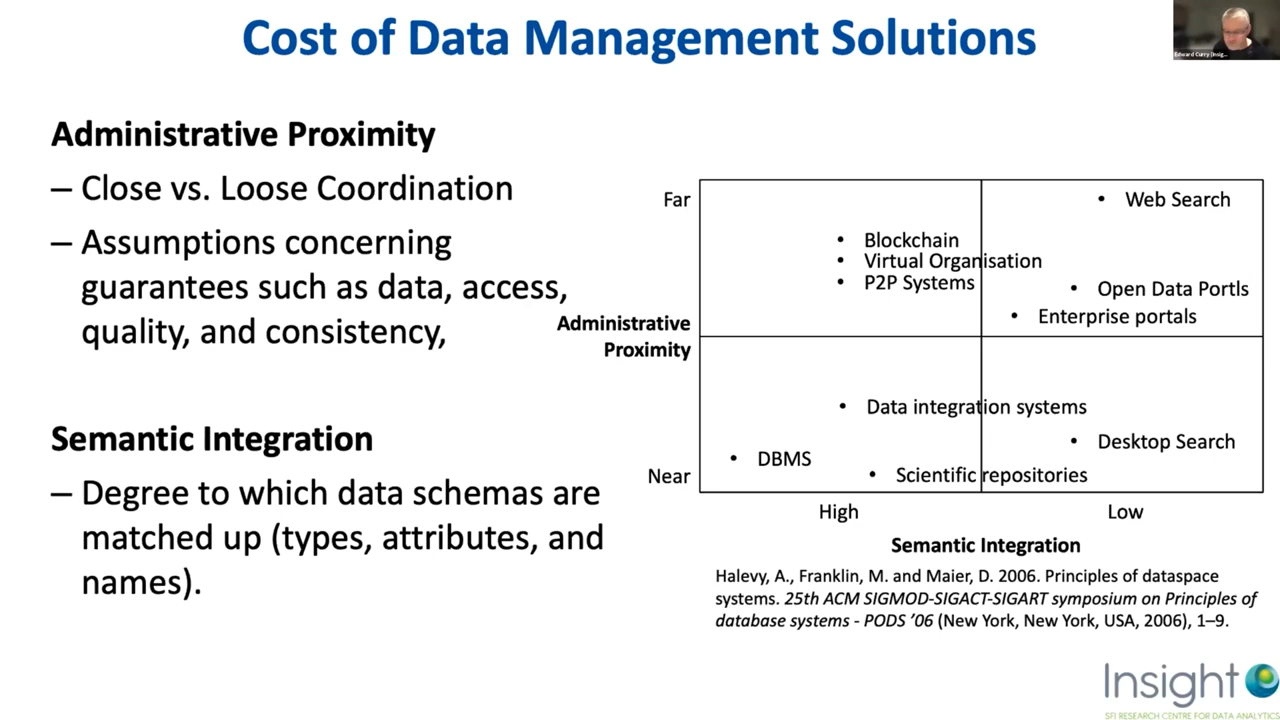 Cost of Data Management Solutions
Edward Curry (Insig...
Administrative Proximity
– Close vs. Loose Coordination
– Assumptions concerning
guarantees such as data, access,
quality, and consistency,
Semantic Integration
– Degree to which data schemas are
matched up (types, attributes, and
names).
Far
• Web Search
• Blockchain
• Virtual Organisation
• P2P Systems
• Open Data Portls
• Enterprise portals
Administrative
Proximity
• Data integration systems
• Desktop Search
• DBMS
• Scientific repositories
Near
High
Low
Semantic Integration
Halevy, A., Franklin, M. and Maier, D. 2006. Principles of dataspace
systems. 25th ACM SIGMOD-SIGACT-SIGART symposium on Principles of
database systems - PODS ’06 (New York, New York, USA, 2006), 1–9.
Insight
SFI RESEARCH CENTRE FOR DATA ANALYTICS